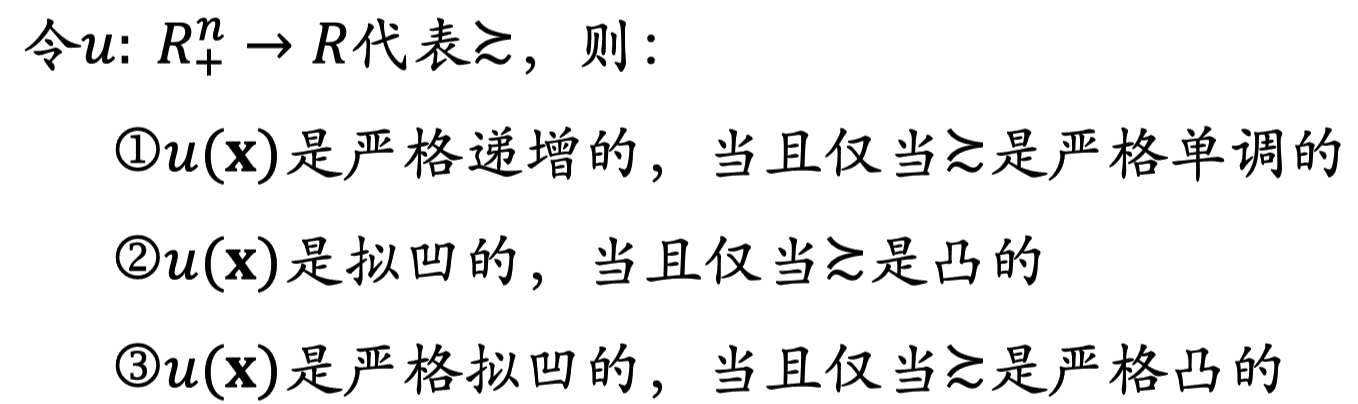 令u: R₊ⁿ → R代表≿，则：
①u(𝐱)是严格递增的，当且仅当≿是严格单调的
②u(𝐱)是拟凹的，当且仅当≿是凸的
③u(𝐱)是严格拟凹的，当且仅当≿是严格凸的